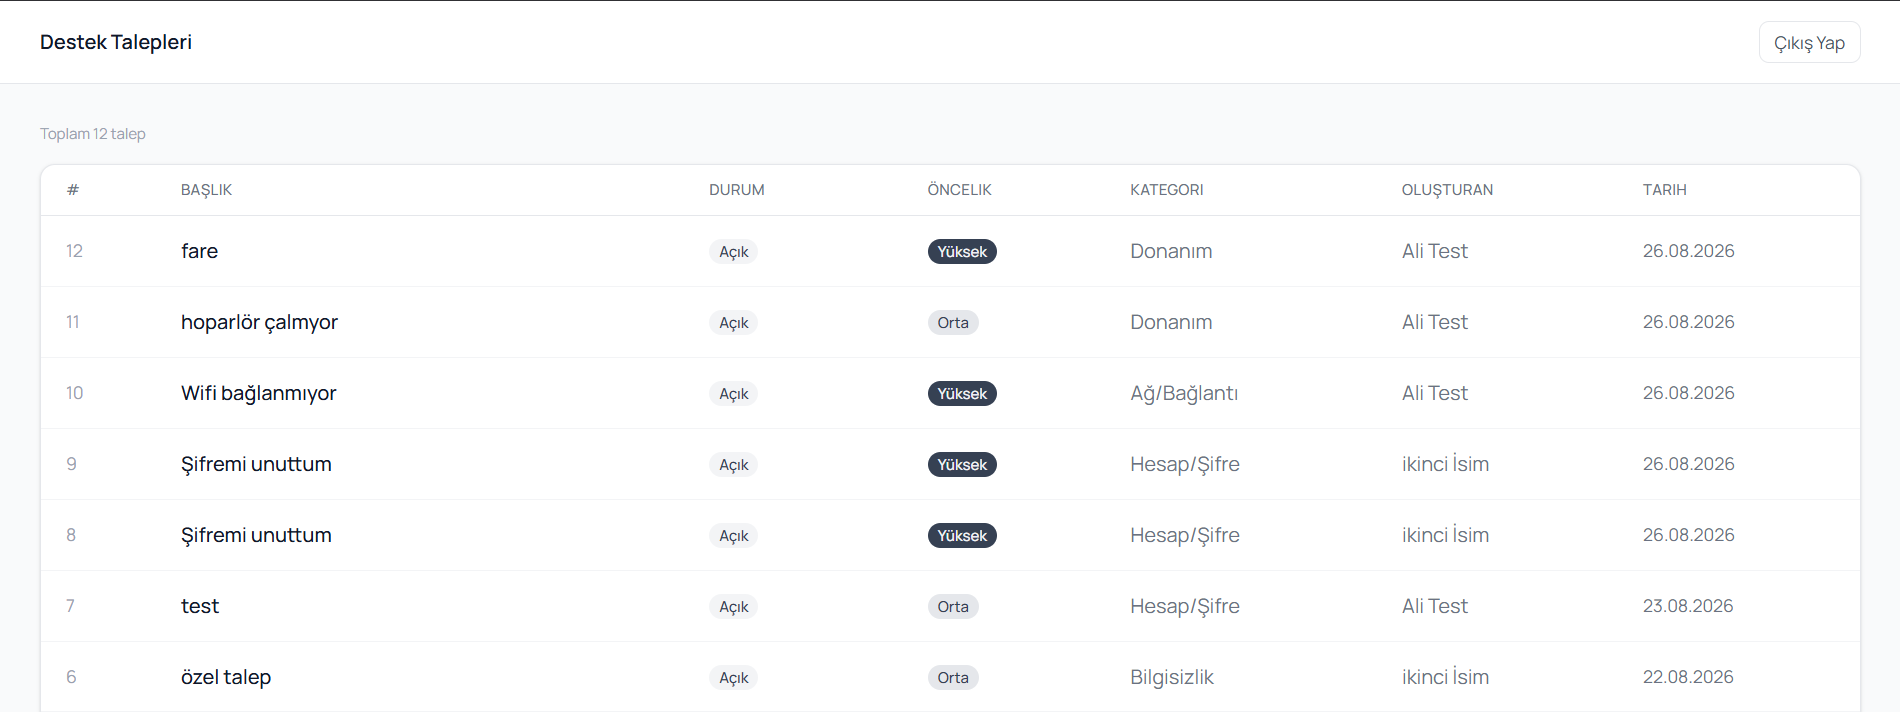 Destek Talepleri
Çıkış Yap
Toplam 12 talep
# BAŞLIK DURUM ÖNCELIK KATEGORI OLUŞTURAN TARIH
12 fare Açık Yüksek Donanım Ali Test 26.08.2026
11 hoparlör çalmyor Açık Orta Donanım Ali Test 26.08.2026
10 Wifi bağlanmıyor Açık Yüksek Ağ/Bağlantı Ali Test 26.08.2026
9 Şifremi unuttum Açık Yüksek Hesap/Şifre ikinci İsim 26.08.2026
8 Şifremi unuttum Açık Yüksek Hesap/Şifre ikinci İsim 26.08.2026
7 test Açık Orta Hesap/Şifre Ali Test 23.08.2026
6 özel talep Açık Orta Bilgisizlik ikinci İsim 22.08.2026